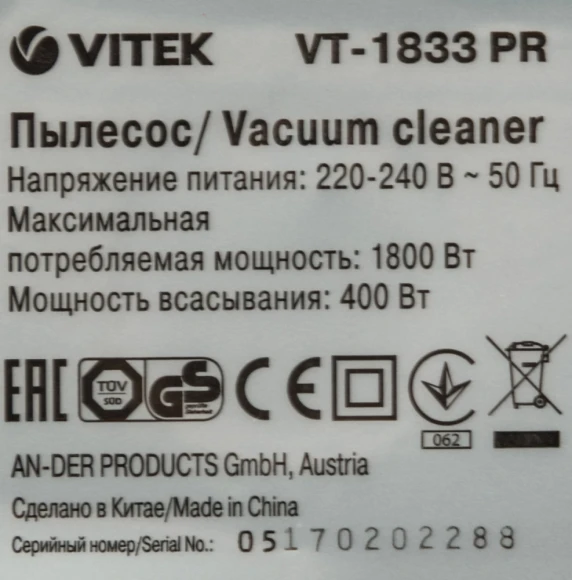 VITEK VT-1833 PR
Пылесос/ Vacuum cleaner
Напряжение питания: 220-240 В ~ 50 Гц
Максимальная
потребляемая мощность: 1800 Вт
Мощность всасывания: 400 Вт
EAC TÜV SÜD GS CE
062
AN-DER PRODUCTS GmbH, Austria
Сделано в Китае/Made in China
Серийный номер/Serial No.: 05170202288